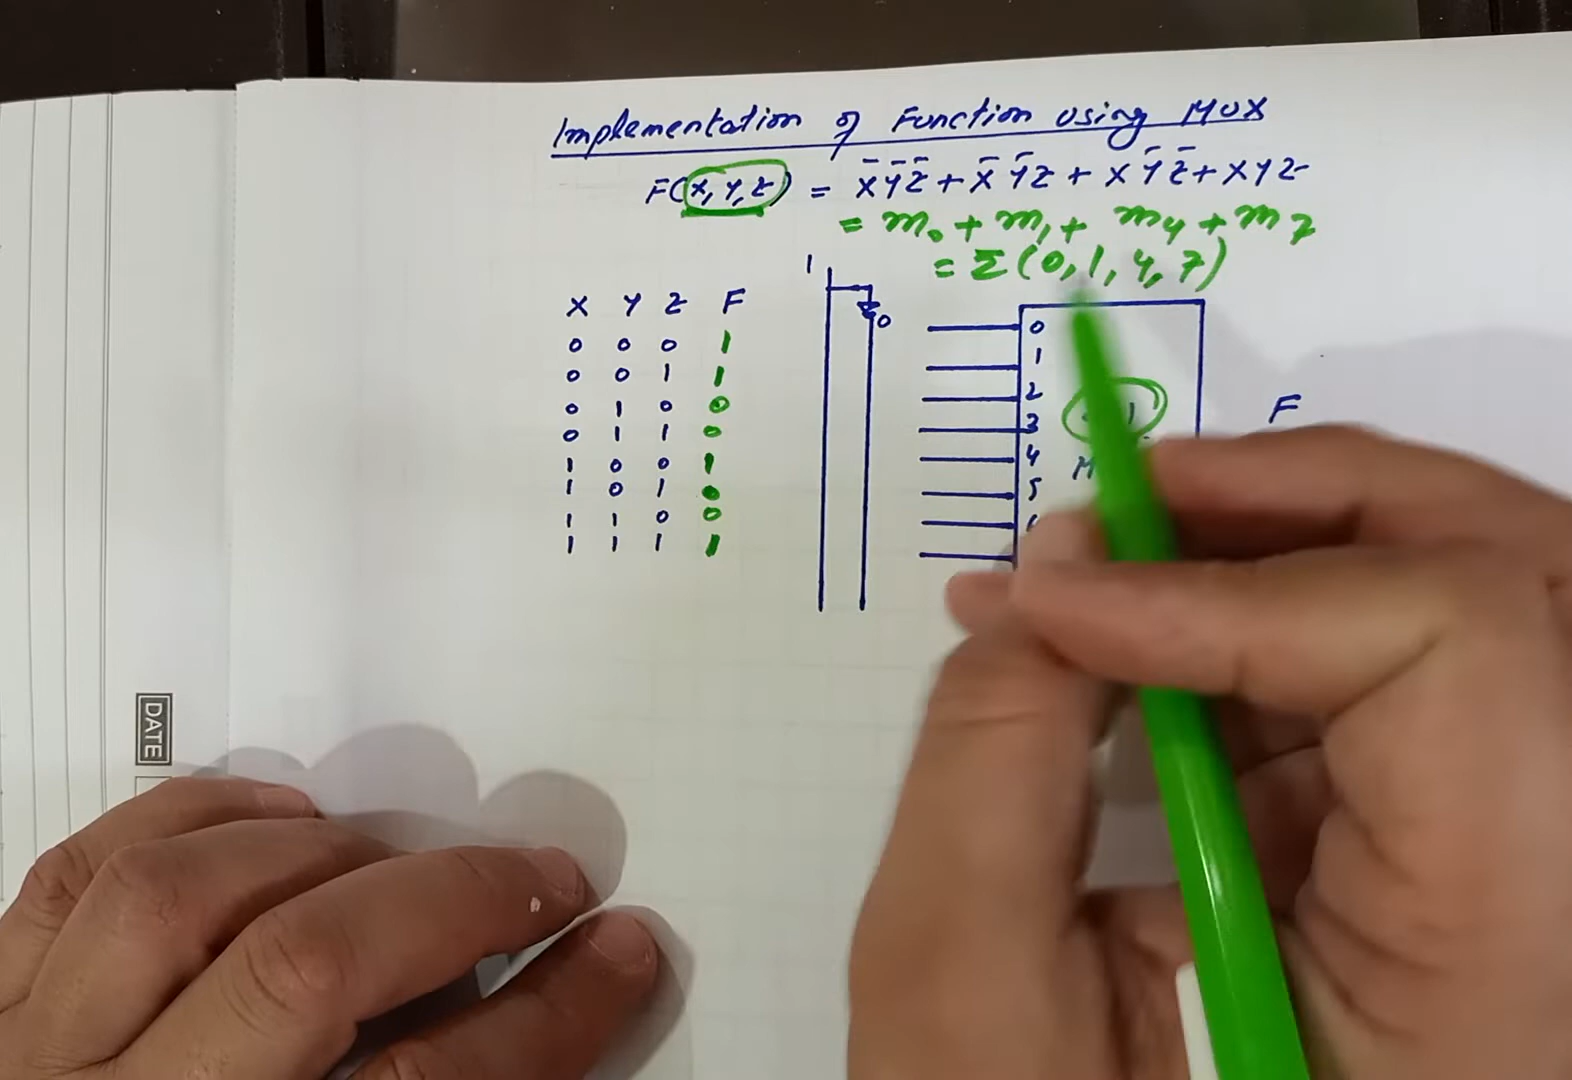 Implementation of Function using MUX
F(X, Y, Z) = X̄ȲZ̄ + X̄ȲZ + XȲZ̄ + XYZ
= m₀ + m₁ + m₄ + m₇
= Σ(0, 1, 4, 7)
X Y Z F
0 0 0 1
0 0 1 1
0 1 0 0
0 1 1 0
1 0 0 1
1 0 1 0
1 1 0 0
1 1 1 1
1
0
0
1
2
3
4
5
F
DATE